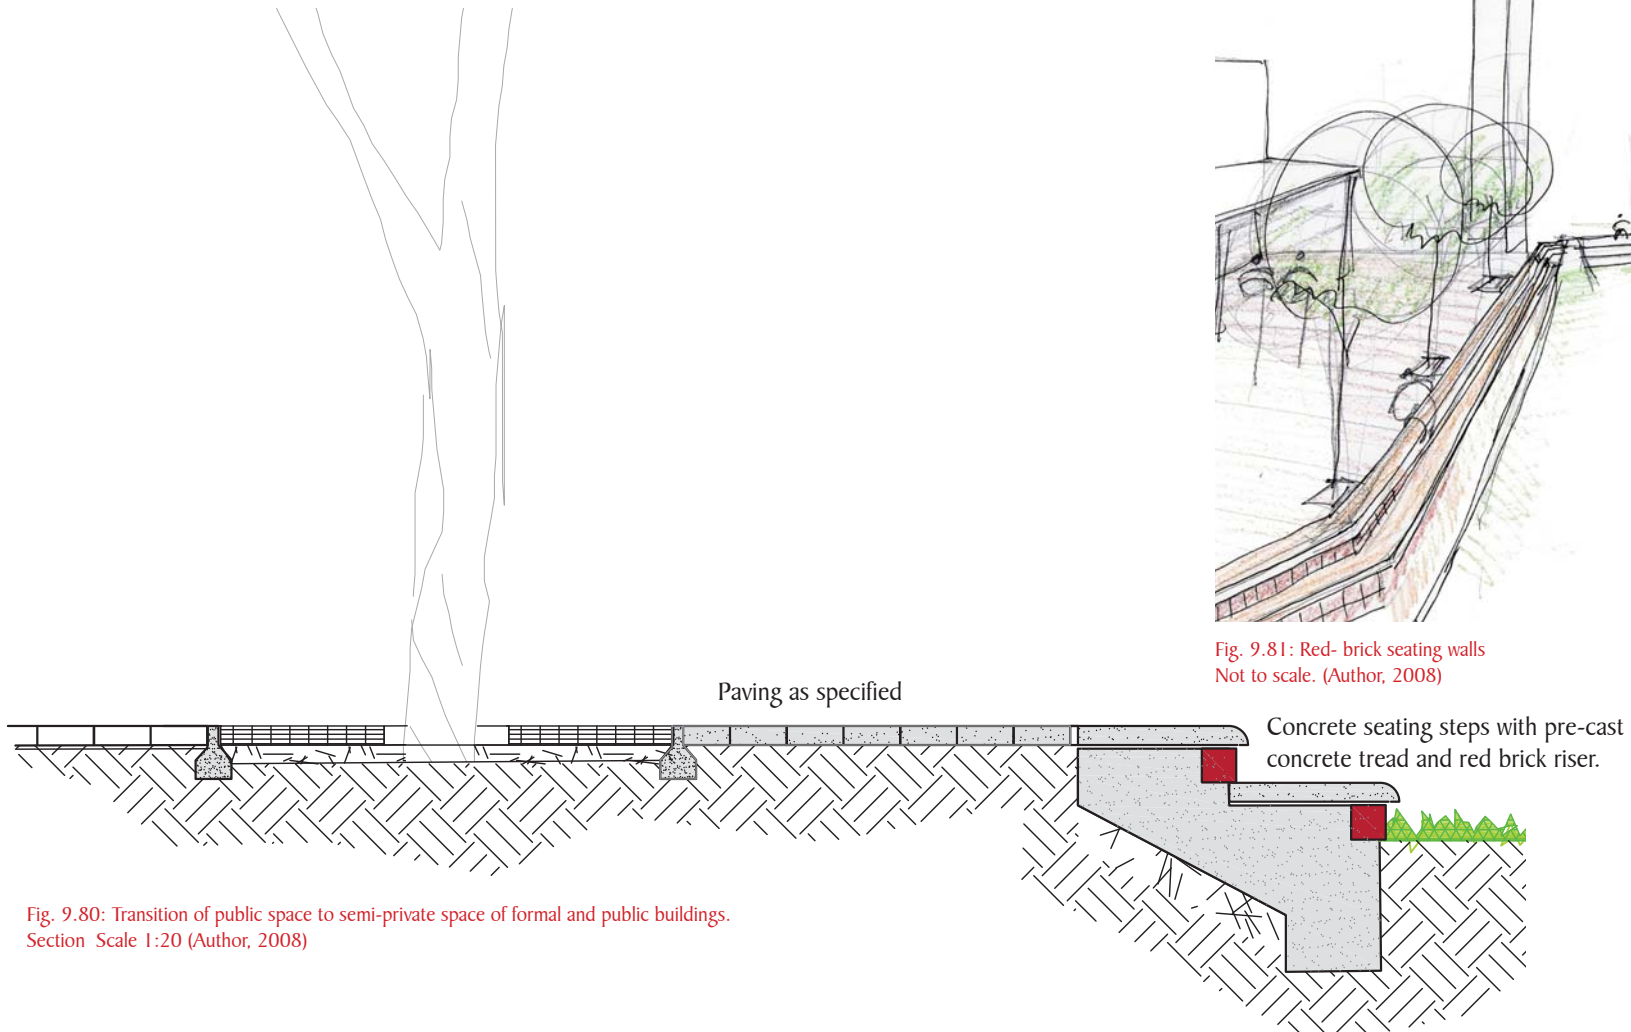 Fig. 9.81: Red- brick seating walls
Not to scale. (Author, 2008)
Paving as specified
Concrete seating steps with pre-cast
concrete tread and red brick riser.
Fig. 9.80: Transition of public space to semi-private space of formal and public buildings.
Section Scale 1:20 (Author, 2008)